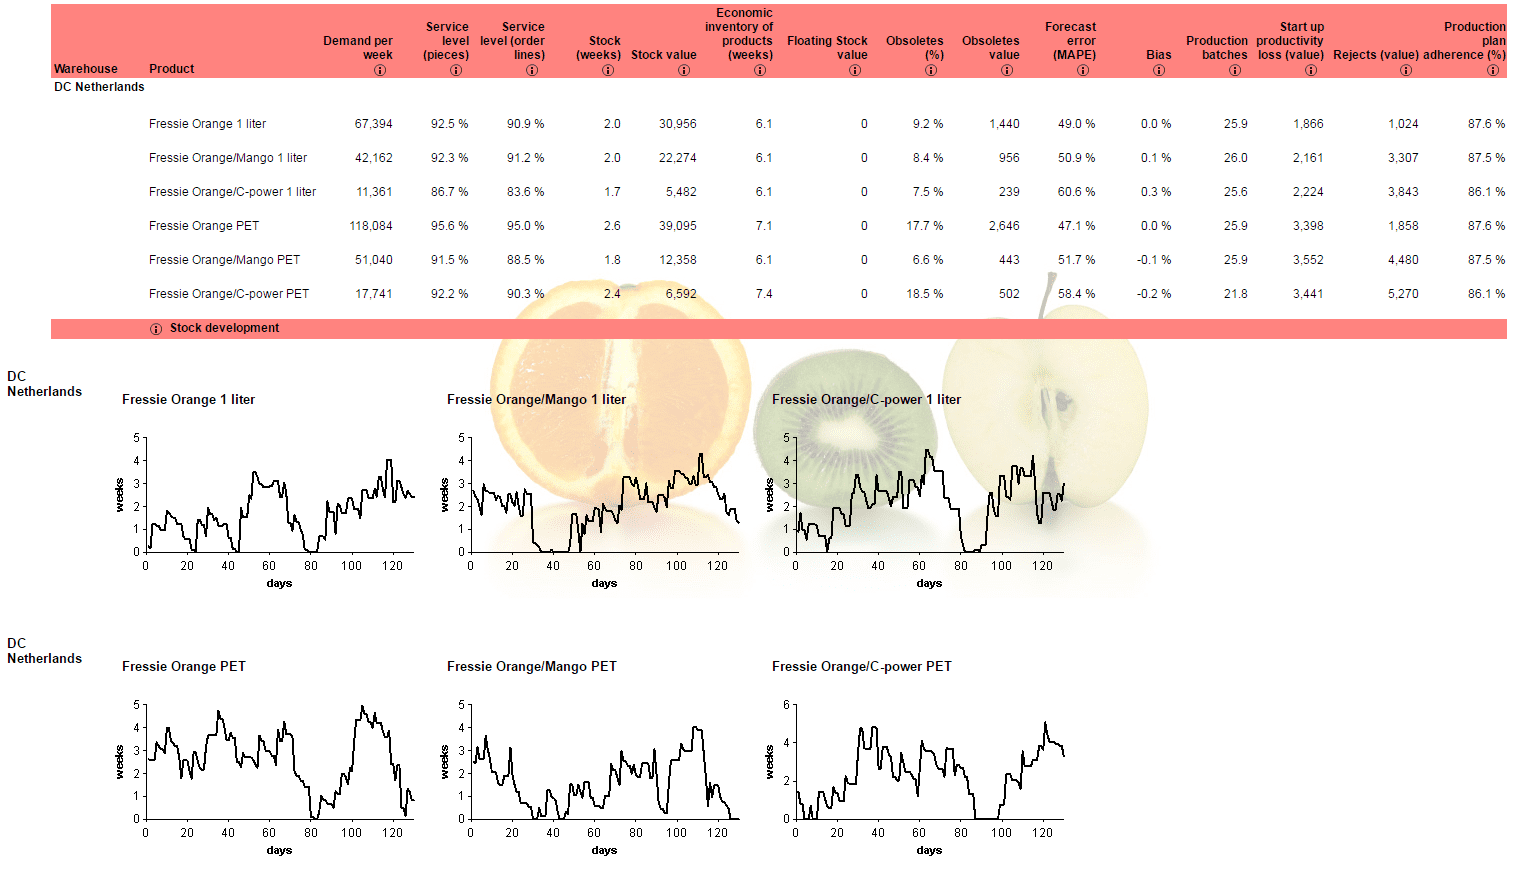 Warehouse Product Demand per week Service level (pieces) Service level (order lines) Stock (weeks) Stock value Economic inventory of products (weeks) Floating Stock value Obsoletes (%) Obsoletes value Forecast error (MAPE) Bias Production batches Start up productivity loss (value) Rejects (value) Production plan adherence (%)
DC Netherlands
Fressie Orange 1 liter 67,394 92.5 % 90.9 % 2.0 30,956 6.1 0 9.2 % 1,440 49.0 % 0.0 % 25.9 1,866 1,024 87.6 %
Fressie Orange/Mango 1 liter 42,162 92.3 % 91.2 % 2.0 22,274 6.1 0 8.4 % 956 50.9 % 0.1 % 26.0 2,161 3,307 87.5 %
Fressie Orange/C-power 1 liter 11,361 86.7 % 83.6 % 1.7 5,482 6.1 0 7.5 % 239 60.6 % 0.3 % 25.6 2,224 3,843 86.1 %
Fressie Orange PET 118,084 95.6 % 95.0 % 2.6 39,095 7.1 0 17.7 % 2,646 47.1 % 0.0 % 25.9 3,398 1,858 87.6 %
Fressie Orange/Mango PET 51,040 91.5 % 88.5 % 1.8 12,358 6.1 0 6.6 % 443 51.7 % -0.1 % 25.9 3,552 4,480 87.5 %
Fressie Orange/C-power PET 17,741 92.2 % 90.3 % 2.4 6,592 7.4 0 18.5 % 502 58.4 % -0.2 % 21.8 3,441 5,270 86.1 %
Stock development
DC
Netherlands
Fressie Orange 1 liter
5
4
3
2
1
0
weeks
0 20 40 60 80 100 120
days
Fressie Orange/Mango 1 liter
5
4
3
2
1
0
weeks
0 20 40 60 80 100 120
days
Fressie Orange/C-power 1 liter
5
4
3
2
1
0
weeks
0 20 40 60 80 100 120
days
DC
Netherlands
Fressie Orange PET
5
4
3
2
1
0
weeks
0 20 40 60 80 100 120
days
Fressie Orange/Mango PET
5
4
3
2
1
0
weeks
0 20 40 60 80 100 120
days
Fressie Orange/C-power PET
6
4
2
0
weeks
0 20 40 60 80 100 120
days